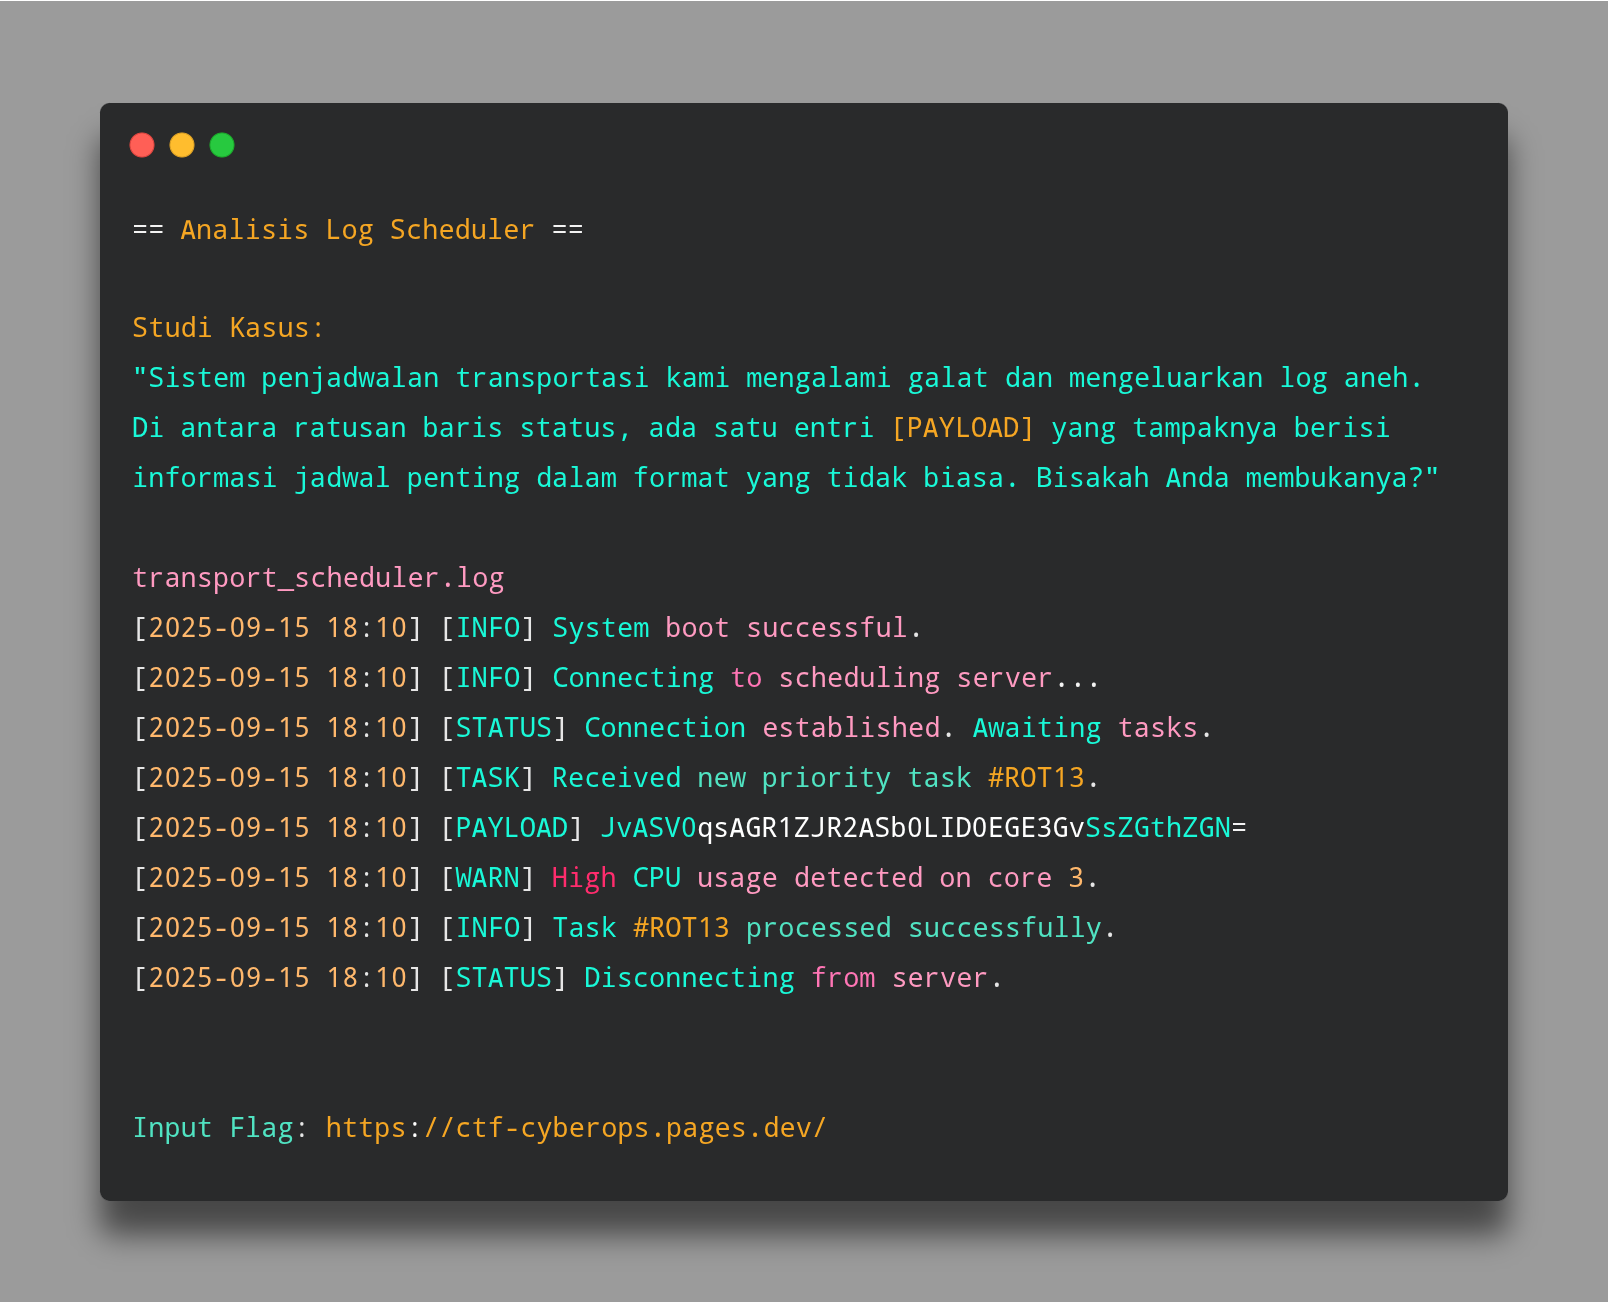 == Analisis Log Scheduler ==
Studi Kasus:
"Sistem penjadwalan transportasi kami mengalami galat dan mengeluarkan log aneh.
Di antara ratusan baris status, ada satu entri [PAYLOAD] yang tampaknya berisi
informasi jadwal penting dalam format yang tidak biasa. Bisakah Anda membukanya?"
transport_scheduler.log
[2025-09-15 18:10] [INFO] System boot successful.
[2025-09-15 18:10] [INFO] Connecting to scheduling server...
[2025-09-15 18:10] [STATUS] Connection established. Awaiting tasks.
[2025-09-15 18:10] [TASK] Received new priority task #ROT13.
[2025-09-15 18:10] [PAYLOAD] JvASV0qsAGR1ZJR2ASb0LID0EGE3GvSsZGthZGN=
[2025-09-15 18:10] [WARN] High CPU usage detected on core 3.
[2025-09-15 18:10] [INFO] Task #ROT13 processed successfully.
[2025-09-15 18:10] [STATUS] Disconnecting from server.
Input Flag: https://ctf-cyberops.pages.dev/